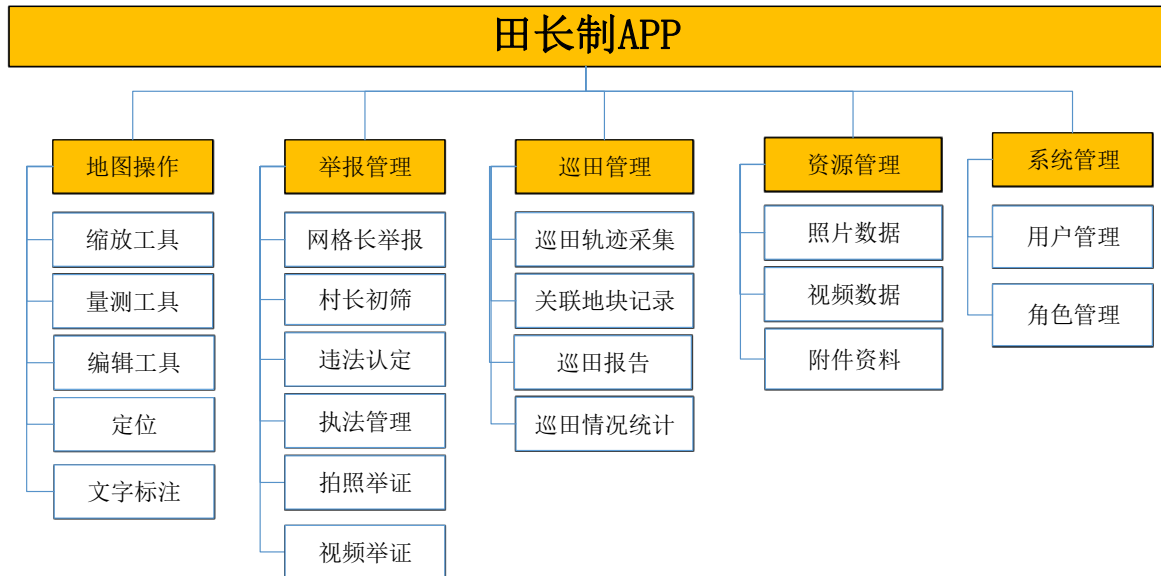 田长制APP
地图操作
缩放工具
量测工具
编辑工具
定位
文字标注
举报管理
网格长举报
村长初筛
违法认定
执法管理
拍照举证
视频举证
巡田管理
巡田轨迹采集
关联地块记录
巡田报告
巡田情况统计
资源管理
照片数据
视频数据
附件资料
系统管理
用户管理
角色管理